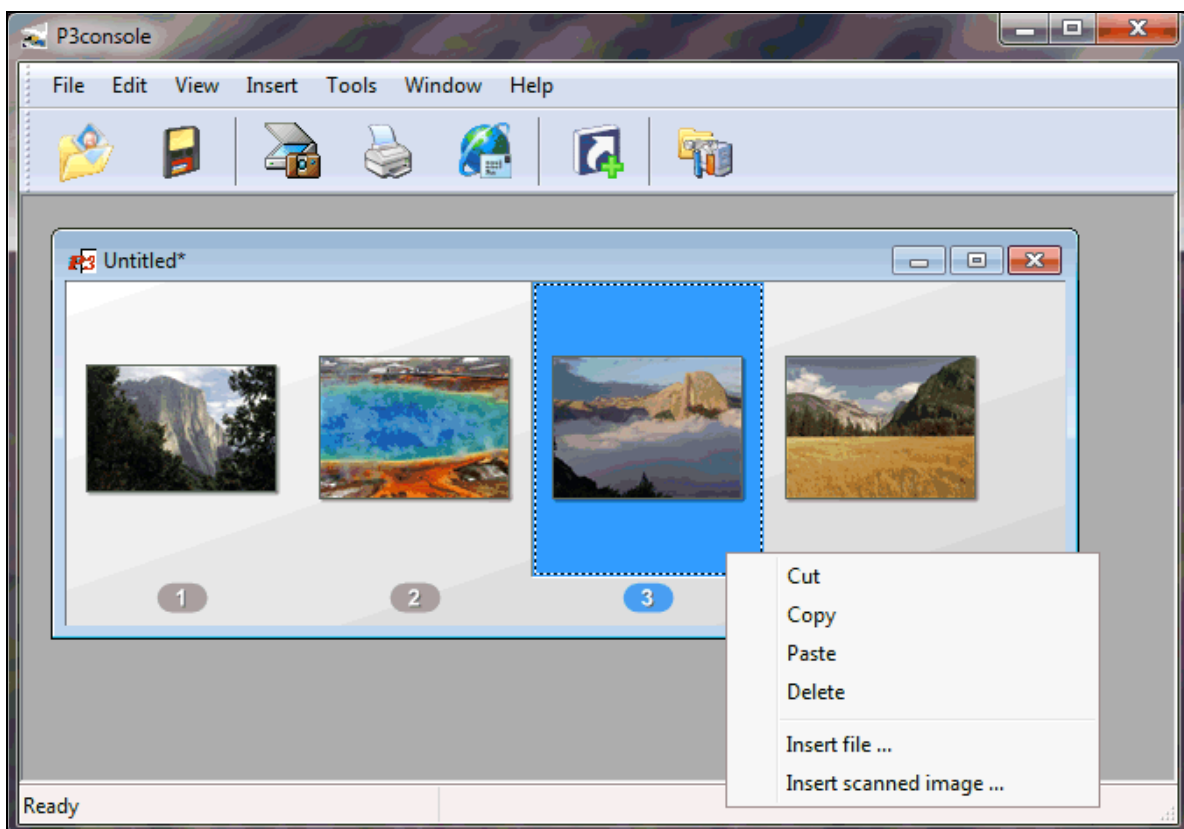 P3console
File Edit View Insert Tools Window Help
P3 Untitled*
1 2 3
Cut
Copy
Paste
Delete
Insert file ...
Insert scanned image ...
Ready